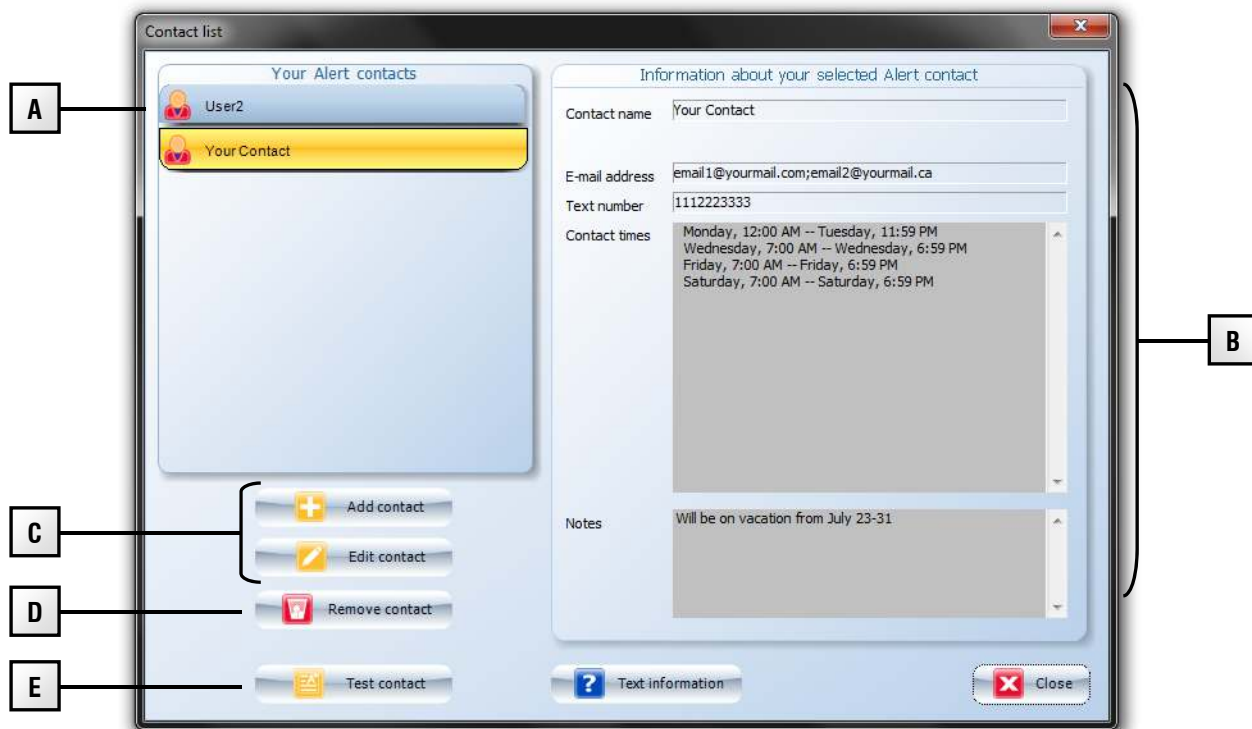 Contact list
Your Alert contacts
A
User2
Your Contact
Information about your selected Alert contact
Contact name
Your Contact
E-mail address
email1@yourmail.com;email2@yourmail.ca
Text number
1112223333
Contact times
Monday, 12:00 AM -- Tuesday, 11:59 PM
Wednesday, 7:00 AM -- Wednesday, 6:59 PM
Friday, 7:00 AM -- Friday, 6:59 PM
Saturday, 7:00 AM -- Saturday, 6:59 PM
B
Notes
Will be on vacation from July 23-31
C
Add contact
Edit contact
D
Remove contact
E
Test contact
? Text information
Close